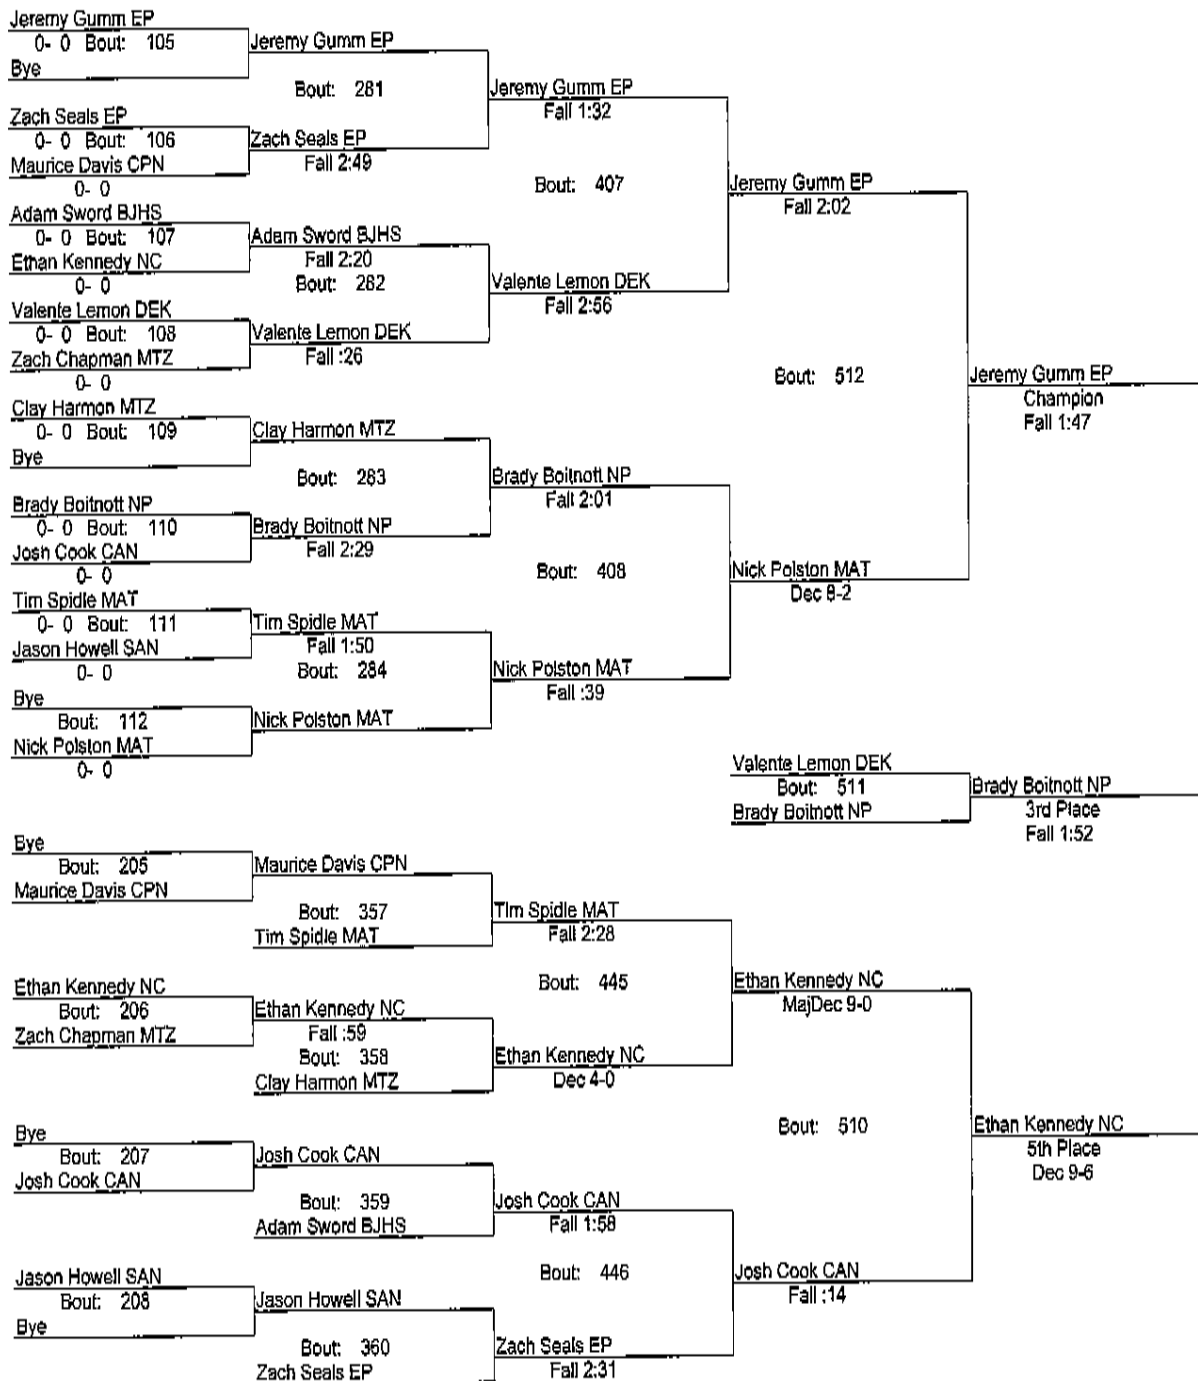 Jeremy Gumm EP
0- 0 Bout: 105
Bye
Jeremy Gumm EP
Bout: 281
Zach Seals EP
0- 0 Bout: 106
Maurice Davis CPN
0- 0
Zach Seals EP
Fall 2:49
Jeremy Gumm EP
Fall 1:32
Bout: 407
Adam Sword BJHS
0- 0 Bout: 107
Ethan Kennedy NC
0- 0
Adam Sword BJHS
Fall 2:20
Bout: 282
Valente Lemon DEK
0- 0 Bout: 108
Zach Chapman MTZ
0- 0
Valente Lemon DEK
Fall :26
Valente Lemon DEK
Fall 2:56
Jeremy Gumm EP
Fall 2:02
Bout: 512
Jeremy Gumm EP
Champion
Fall 1:47
Clay Harmon MTZ
0- 0 Bout: 109
Bye
Clay Harmon MTZ
Bout: 283
Brady Boitnott NP
0- 0 Bout: 110
Josh Cook CAN
0- 0
Brady Boitnott NP
Fall 2:29
Brady Boitnott NP
Fall 2:01
Bout: 408
Tim Spidle MAT
0- 0 Bout: 111
Jason Howell SAN
0- 0
Tim Spidle MAT
Fall 1:50
Bout: 284
Bye
Bout: 112
Nick Polston MAT
0- 0
Nick Polston MAT
Nick Polston MAT
Fall :39
Nick Polston MAT
Dec 8-2
Valente Lemon DEK
Bout: 511
Brady Boitnott NP
Brady Boitnott NP
3rd Place
Fall 1:52
Bye
Bout: 205
Maurice Davis CPN
Maurice Davis CPN
Bout: 357
Tim Spidle MAT
Tim Spidle MAT
Fall 2:28
Bout: 445
Ethan Kennedy NC
Bout: 206
Zach Chapman MTZ
Ethan Kennedy NC
Fall :59
Bout: 358
Clay Harmon MTZ
Ethan Kennedy NC
Dec 4-0
Ethan Kennedy NC
MajDec 9-0
Bout: 510
Ethan Kennedy NC
5th Place
Dec 9-6
Bye
Bout: 207
Josh Cook CAN
Josh Cook CAN
Bout: 359
Adam Sword BJHS
Josh Cook CAN
Fall 1:58
Bout: 446
Jason Howell SAN
Bout: 208
Bye
Jason Howell SAN
Bout: 360
Zach Seals EP
Zach Seals EP
Fall 2:31
Josh Cook CAN
Fall :14